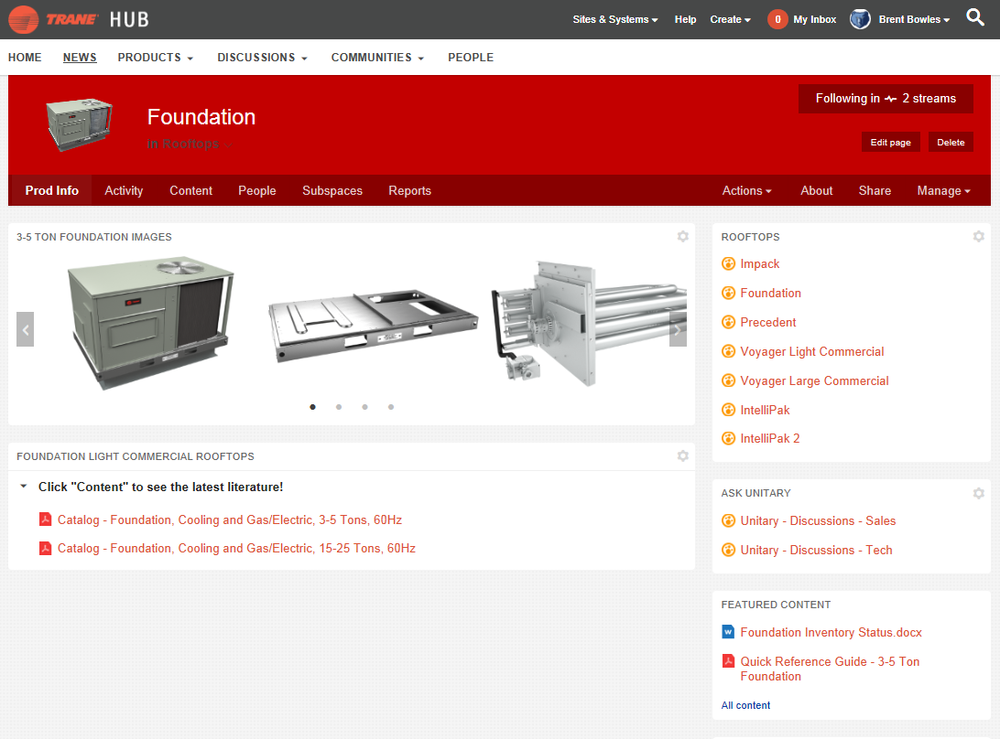 TRANE HUB Sites & Systems Help Create 0 My Inbox Brent Bowles
HOME NEWS PRODUCTS DISCUSSIONS COMMUNITIES PEOPLE
Following in 2 streams
Foundation
in Rooftops
Edit page Delete
Prod Info Activity Content People Subspaces Reports Actions About Share Manage
3-5 TON FOUNDATION IMAGES
FOUNDATION LIGHT COMMERCIAL ROOFTOPS
Click "Content" to see the latest literature!
Catalog - Foundation, Cooling and Gas/Electric, 3-5 Tons, 60Hz
Catalog - Foundation, Cooling and Gas/Electric, 15-25 Tons, 60Hz
ROOFTOPS
Impack
Foundation
Precedent
Voyager Light Commercial
Voyager Large Commercial
IntelliPak
IntelliPak 2
ASK UNITARY
Unitary - Discussions - Sales
Unitary - Discussions - Tech
FEATURED CONTENT
Foundation Inventory Status.docx
Quick Reference Guide - 3-5 Ton
Foundation
All content